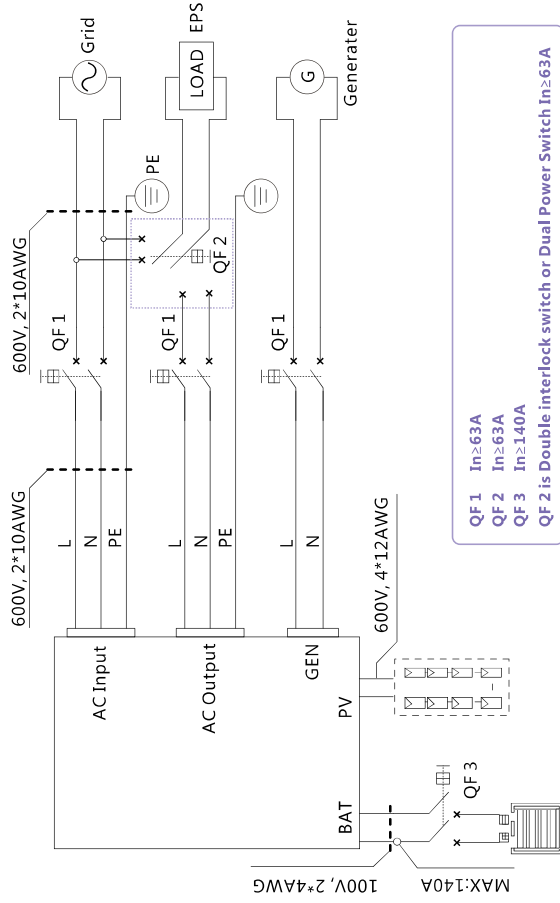 Grid
EPS
LOAD
G
Generater
PE
600V, 2*10AWG
QF 1
QF 2
QF 1
QF 1
600V, 2*10AWG
L
N
PE
L
N
PE
L
N
AC Input
AC Output
GEN
PV
BAT
600V, 4*12AWG
QF 3
100V, 2*4AWG
MAX:140A
QF 1 In≥63A
QF 2 In≥63A
QF 3 In≥140A
QF 2 is Double interlock switch or Dual Power Switch In≥63A